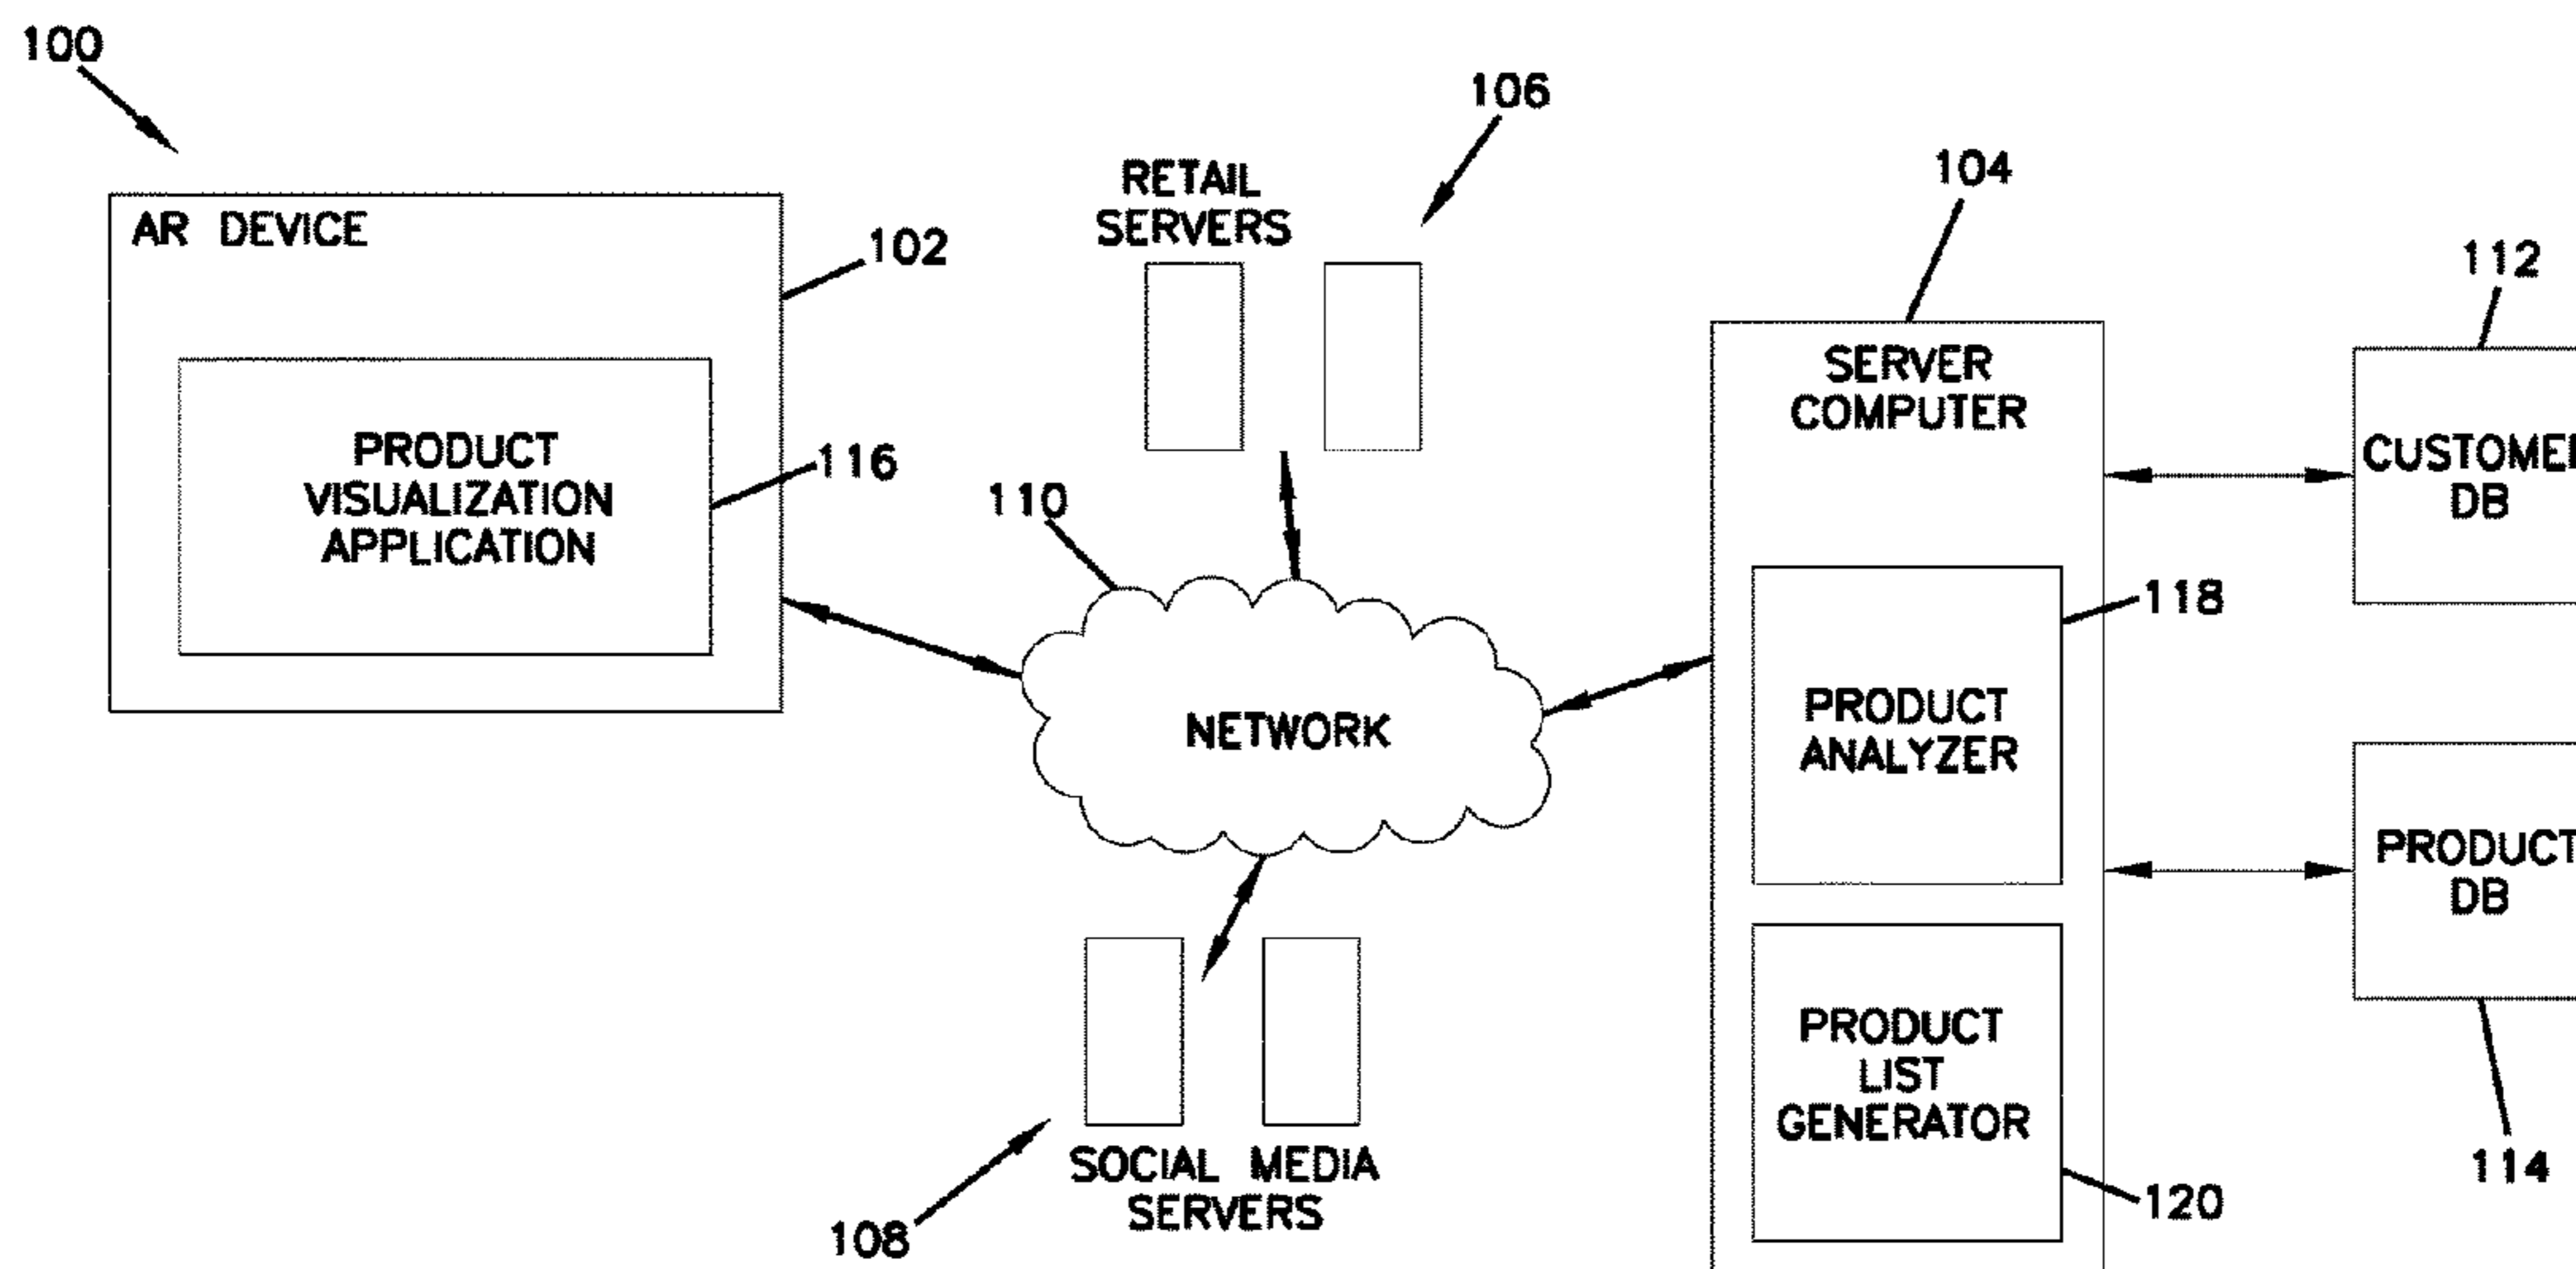 100
AR DEVICE
102
PRODUCT
VISUALIZATION
APPLICATION
116
RETAIL
SERVERS
106
110
NETWORK
SOCIAL MEDIA
SERVERS
108
104
SERVER
COMPUTER
PRODUCT
ANALYZER
118
PRODUCT
LIST
GENERATOR
120
112
DB
PRODUCT
DB
114